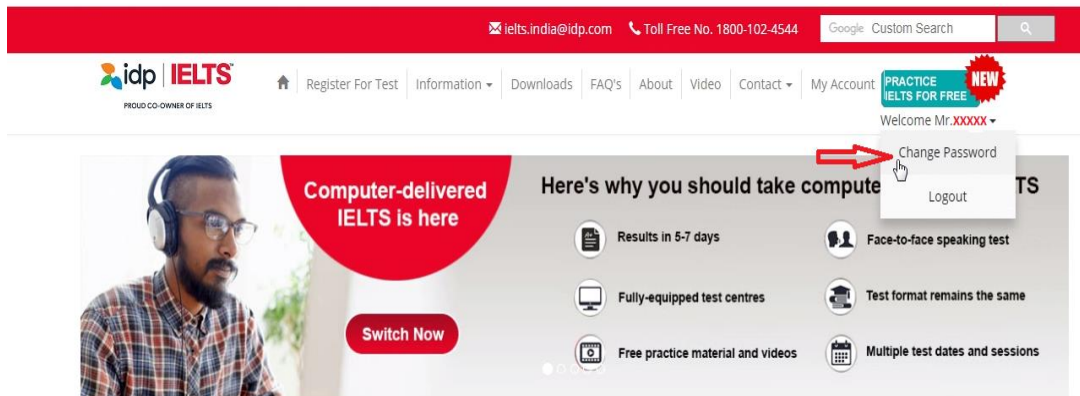 ielts.india@idp.com Toll Free No. 1800-102-4544 Google Custom Search
idp IELTS™
PROUD CO-OWNER OF IELTS
Register For Test Information Downloads FAQ's About Video Contact My Account
PRACTICE
IELTS FOR FREE
NEW
Welcome Mr.XXXXX
Change Password
Logout
Computer-delivered
IELTS is here
Switch Now
Here's why you should take compute TS
Results in 5-7 days
Face-to-face speaking test
Fully-equipped test centres
Test format remains the same
Free practice material and videos
Multiple test dates and sessions